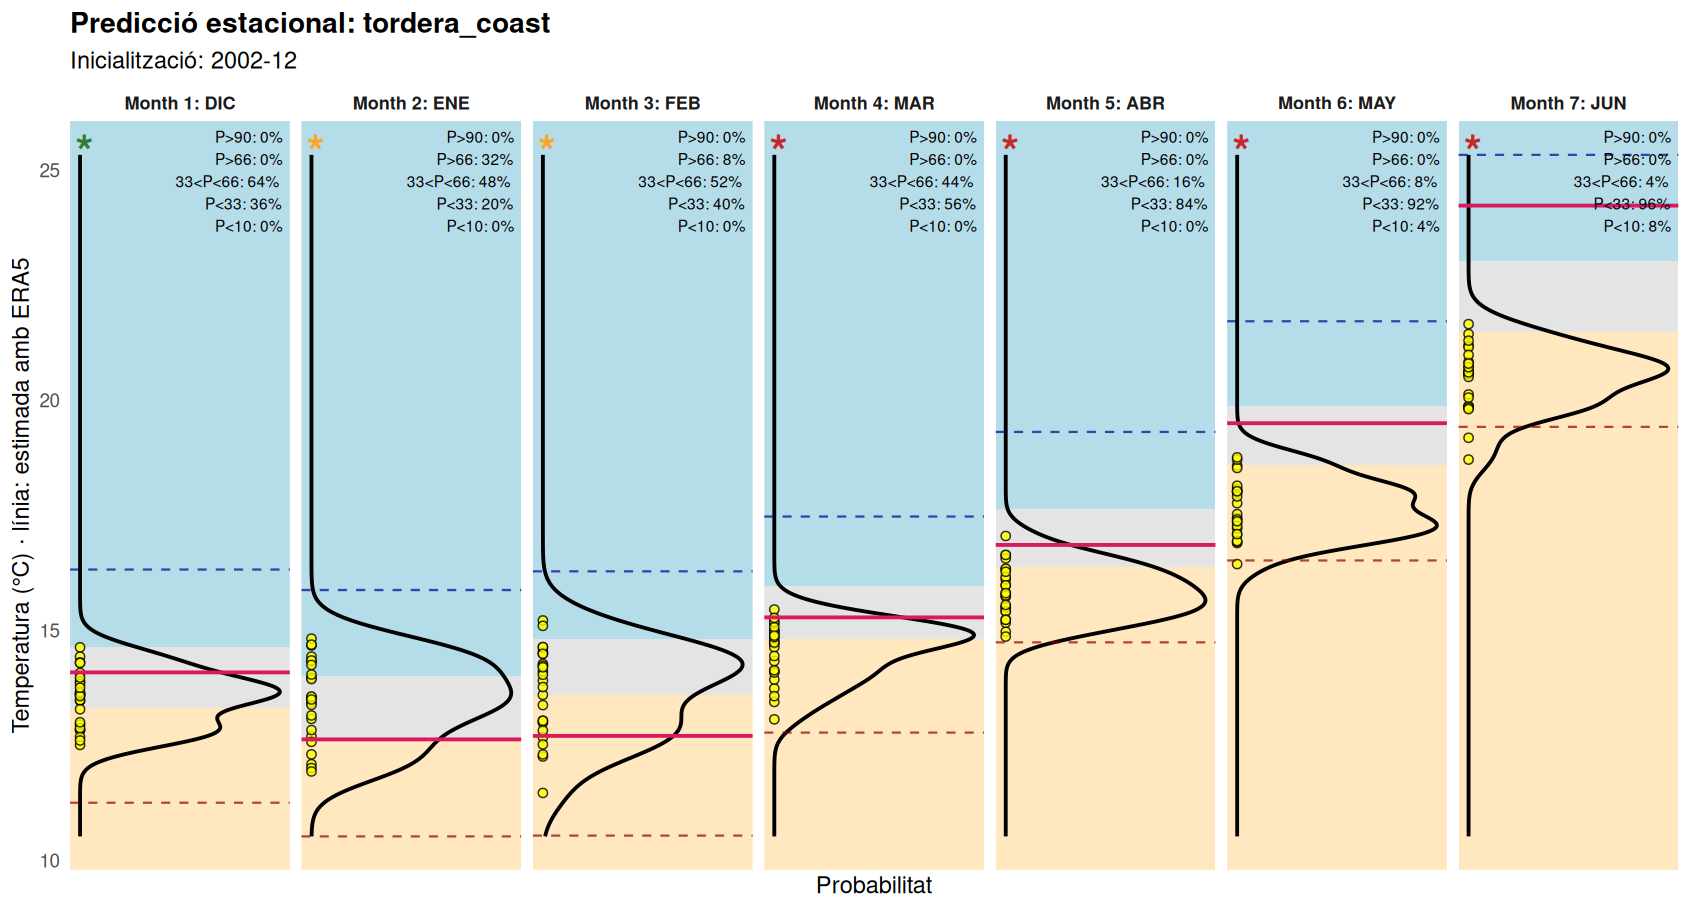 Predicció estacional: tordera_coast
Inicialització: 2002-12
Month 1: DIC
Month 2: ENE
Month 3: FEB
Month 4: MAR
Month 5: ABR
Month 6: MAY
Month 7: JUN
*
P>90: 0%
P>66: 0%
33<P<66: 64%
P<33: 36%
P<10: 0%
*
P>90: 0%
P>66: 32%
33<P<66: 48%
P<33: 20%
P<10: 0%
*
P>90: 0%
P>66: 8%
33<P<66: 52%
P<33: 40%
P<10: 0%
*
P>90: 0%
P>66: 0%
33<P<66: 44%
P<33: 56%
P<10: 0%
*
P>90: 0%
P>66: 0%
33<P<66: 16%
P<33: 84%
P<10: 0%
*
P>90: 0%
P>66: 0%
33<P<66: 8%
P<33: 92%
P<10: 4%
*
P>90: 0%
P>66: 0%
33<P<66: 4%
P<33: 96%
P<10: 8%
25
20
15
10
Temperatura (°C) · línia: estimada amb ERA5
Probabilitat